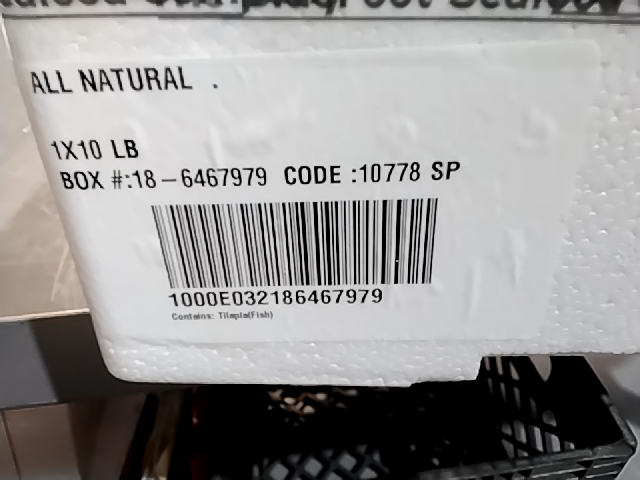 ALL NATURAL .
1X10 LB
BOX #:18-6467979 CODE :10778 SP
1000E032186467979
Contains: Tilapia(Fish)